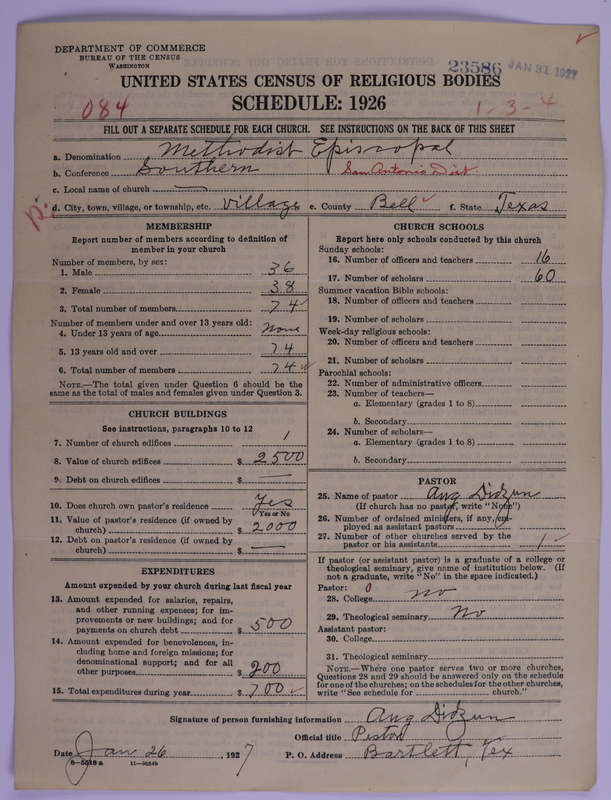 DEPARTMENT OF COMMERCE
BUREAU OF THE CENSUS
WASHINGTON
23586 JAN 31 1927
UNITED STATES CENSUS OF RELIGIOUS BODIES
084 SCHEDULE: 1926 1-3-4
FILL OUT A SEPARATE SCHEDULE FOR EACH CHURCH. SEE INSTRUCTIONS ON THE BACK OF THIS SHEET
a. Denomination Methodist Episcopal
b. Conference Southern San Antonio Dist.
c. Local name of church —
d. City, town, village, or township, etc. Village e. County Bell f. State Texas
MEMBERSHIP
Report number of members according to definition of member in your church
Number of members, by sex:
1. Male 36
2. Female 38
3. Total number of members 74
Number of members under and over 13 years old:
4. Under 13 years of age None
5. 13 years old and over 74
6. Total number of members 74
NOTE.—The total given under Question 6 should be the same as the total of males and females given under Question 3.
CHURCH BUILDINGS
See instructions, paragraphs 10 to 12
7. Number of church edifices 1
8. Value of church edifices $ 2500
9. Debt on church edifices $ —
10. Does church own pastor's residence Yes
Yes or No
11. Value of pastor's residence (if owned by church) $ 2000
12. Debt on pastor's residence (if owned by church) $ —
EXPENDITURES
Amount expended by your church during last fiscal year
13. Amount expended for salaries, repairs, and other running expenses; for improvements or new buildings; and for payments on church debt $ 500
14. Amount expended for benevolences, including home and foreign missions; for denominational support; and for all other purposes $ 200
15. Total expenditures during year $ 700
CHURCH SCHOOLS
Report here only schools conducted by this church
Sunday schools:
16. Number of officers and teachers 16
17. Number of scholars 60
Summer vacation Bible schools:
18. Number of officers and teachers
19. Number of scholars
Week-day religious schools:
20. Number of officers and teachers
21. Number of scholars
Parochial schools:
22. Number of administrative officers
23. Number of teachers—
a. Elementary (grades 1 to 8)
b. Secondary
24. Number of scholars—
a. Elementary (grades 1 to 8)
b. Secondary
PASTOR
25. Name of pastor Aug Didzun
(If church has no pastor, write "None")
26. Number of ordained ministers, if any, employed as assistant pastors
27. Number of other churches served by the pastor or his assistants 1
If pastor (or assistant pastor) is a graduate of a college or theological seminary, give name of institution below. (If not a graduate, write "No" in the space indicated.)
Pastor: 0
28. College no
29. Theological seminary No
Assistant pastor:
30. College
31. Theological seminary
NOTE.—Where one pastor serves two or more churches, Questions 28 and 29 should be answered only on the schedule for one of the churches; on the schedules for the other churches, write "See schedule for church."
Signature of person furnishing information Aug Didzun
Official title Pastor
Date Jan 26, 1927 P. O. Address Bartlett, Tex
8-5518 a 11-9554b